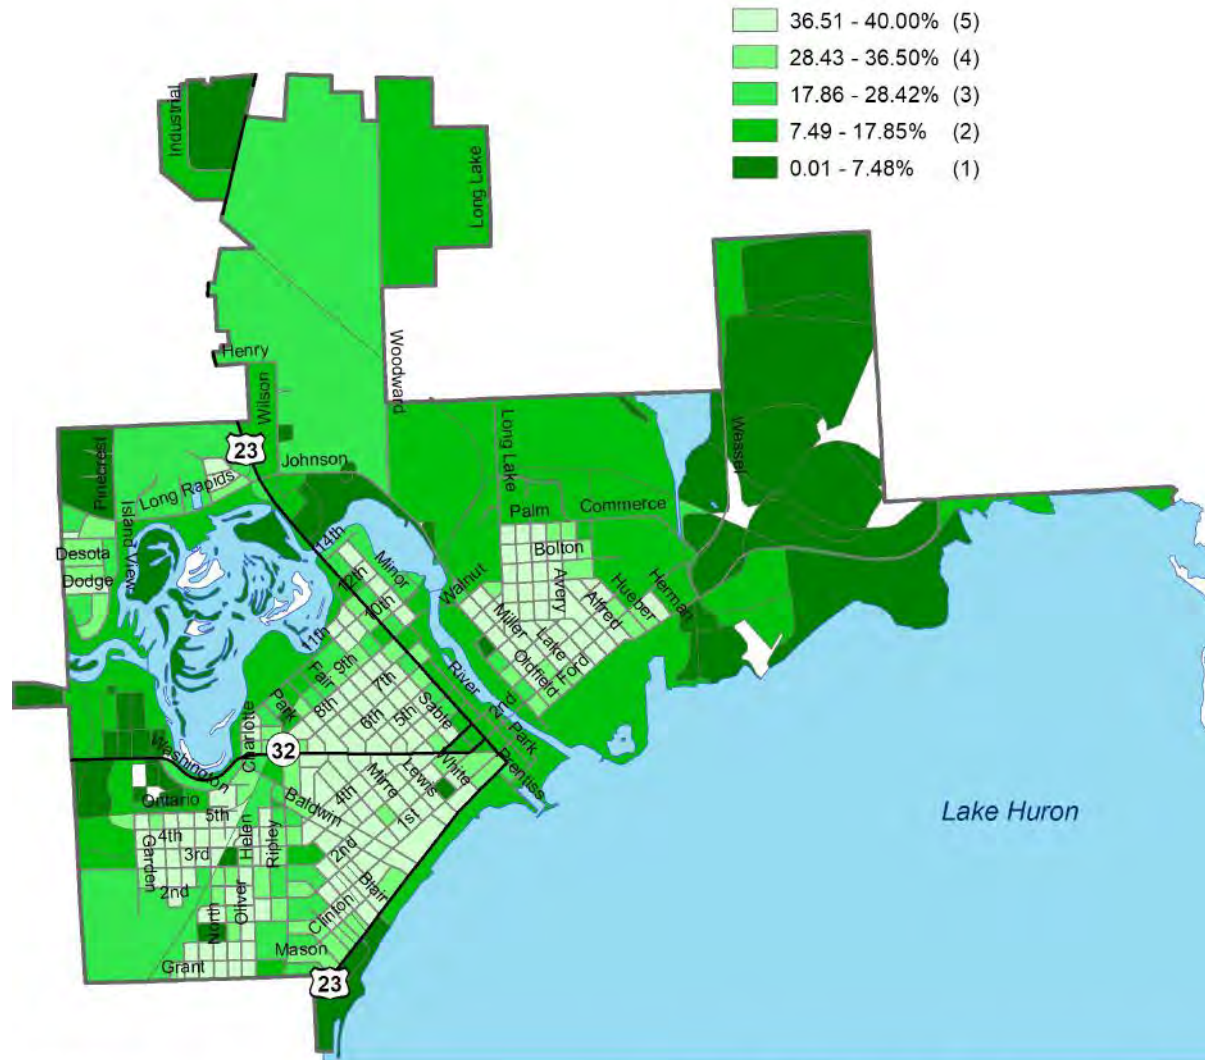 36.51 - 40.00% (5)
28.43 - 36.50% (4)
17.86 - 28.42% (3)
7.49 - 17.85% (2)
0.01 - 7.48% (1)
Industrial
Long Lake
Henry
Woodward
Wilson
23
Johnson
Pinecrest
Long Rapids
Island View
Desota
Dodge
Long Lake
Palm
Commerce
Wessel
Bolton
Avery
Alfred
Hueber
Herman
Walnut
Miller
Lake
Oldfield
Ford
14th
Minor
12th
10th
11th
9th
Fair
Park
8th
7th
6th
5th
Sable
River
2nd
Park
Prentiss
Charlotte
32
Washington
White
Lewis
Mirre
4th
Baldwin
1st
Ontario
5th
4th
3rd
Garden
Helen
Ripley
2nd
2nd
Blair
North
Oliver
Clinton
Mason
Grant
23
Lake Huron